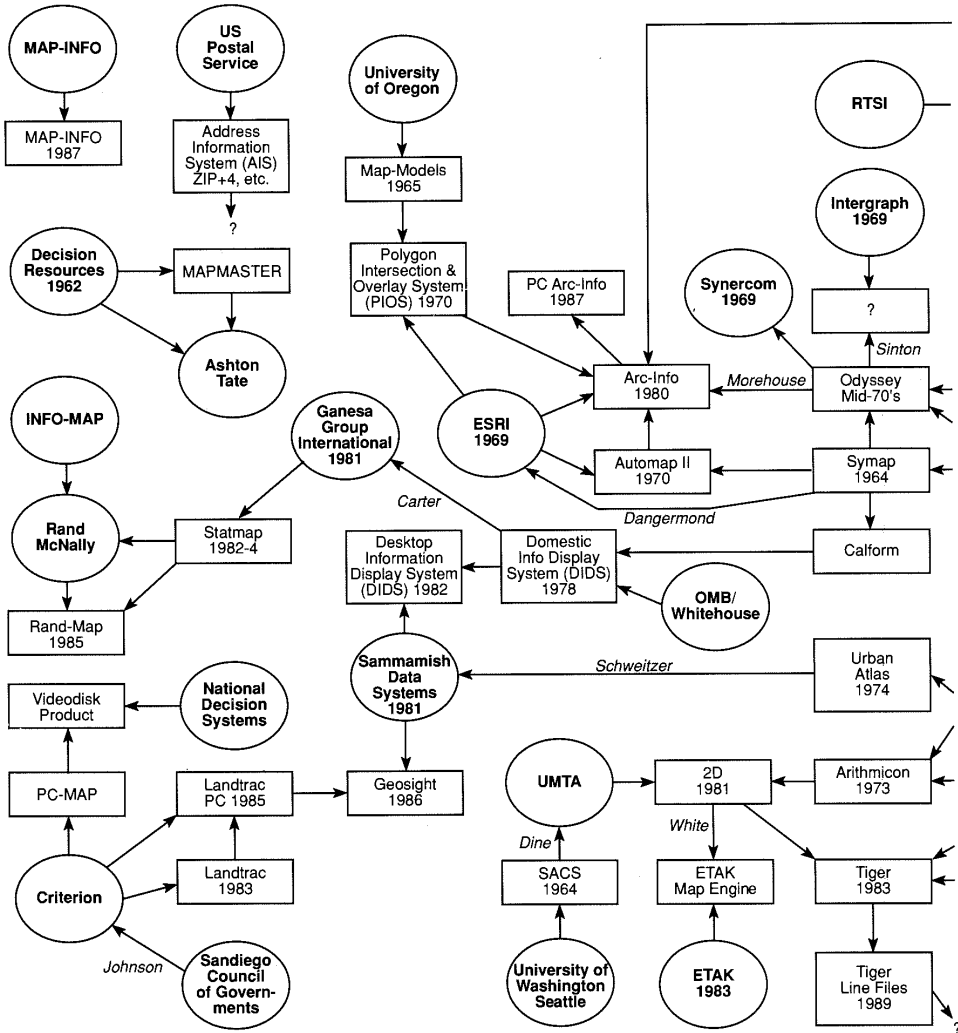 MAP-INFO
MAP-INFO
1987
US
Postal
Service
Address
Information
System (AIS)
ZIP+4, etc.
?
University
of Oregon
Map-Models
1965
Polygon
Intersection &
Overlay System
(PIOS) 1970
RTSI
Intergraph
1969
?
Sinton
Decision
Resources
1962
MAPMASTER
Ashton
Tate
PC Arc-Info
1987
Synercom
1969
Arc-Info
1980
Morehouse
Odyssey
Mid-70's
INFO-MAP
Ganesa
Group
International
1981
ESRI
1969
Automap II
1970
Symap
1964
Dangermond
Carter
Rand
McNally
Statmap
1982-4
Desktop
Information
Display System
(DIDS) 1982
Domestic
Info Display
System (DIDS)
1978
Calform
OMB/
Whitehouse
Rand-Map
1985
Sammamish
Data
Systems
1981
Schweitzer
Urban
Atlas
1974
Videodisk
Product
National
Decision
Systems
PC-MAP
Landtrac
PC 1985
Geosight
1986
UMTA
2D
1981
Arithmicon
1973
Dine
White
Criterion
Landtrac
1983
SACS
1964
ETAK
Map Engine
Tiger
1983
Johnson
Sandiego
Council
of Govern-
ments
University of
Washington
Seattle
ETAK
1983
Tiger
Line Files
1989
?